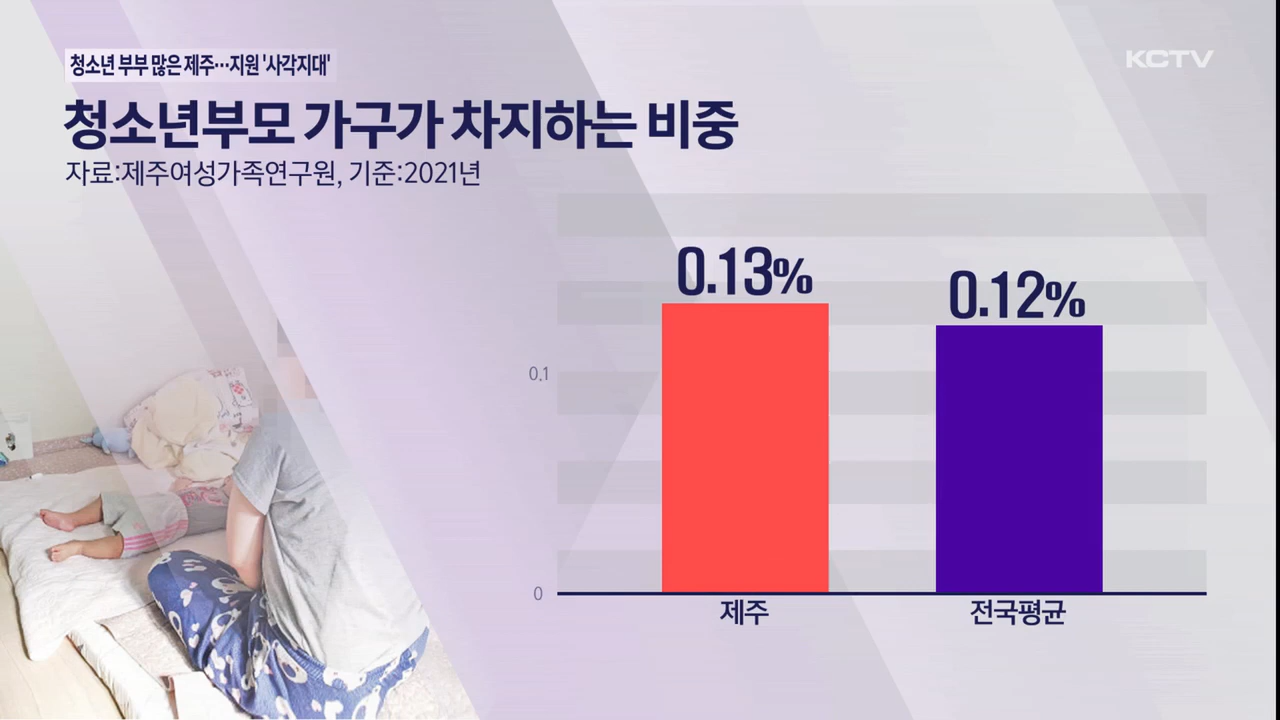 청소년 부부 많은 제주…지원 '사각지대'
KCTV
청소년부모 가구가 차지하는 비중
자료:제주여성가족연구원, 기준:2021년
0.13%
0.12%
0.1
0
제주
전국평균